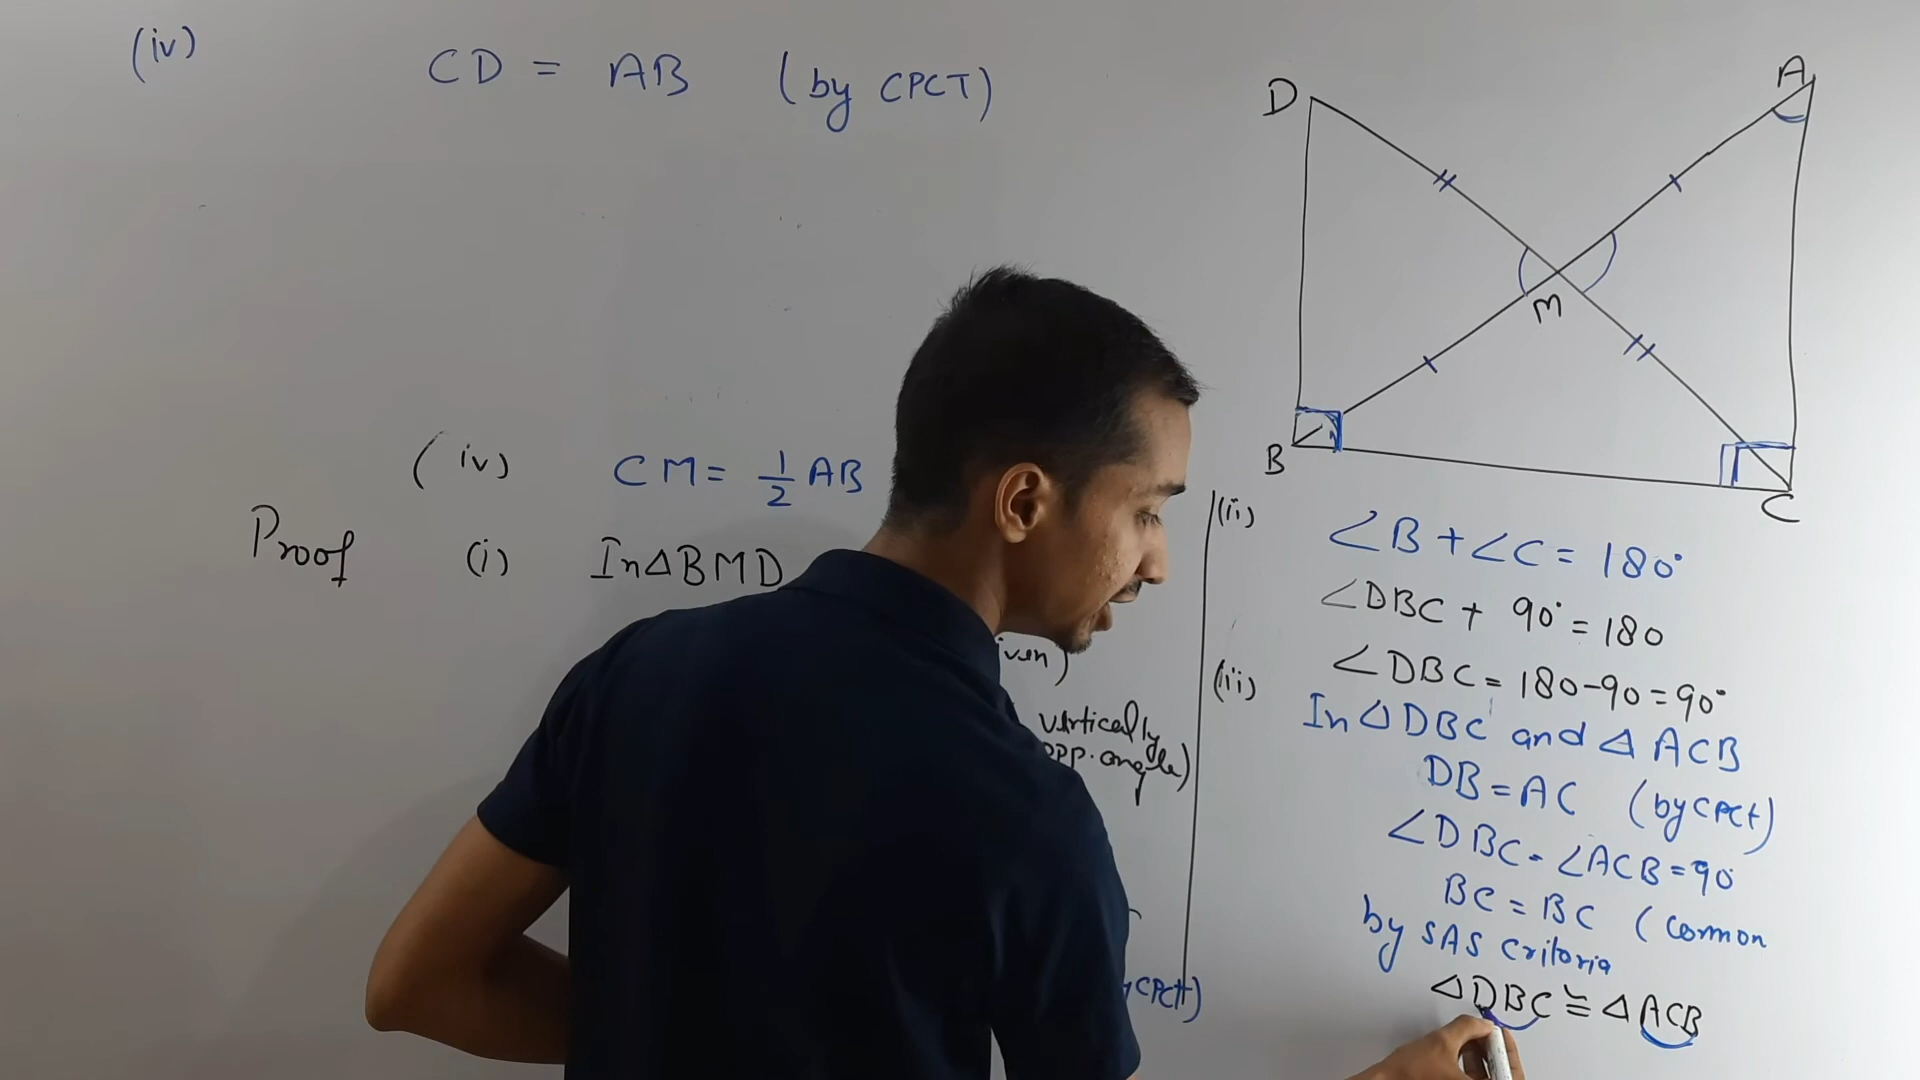 (iv) CD = AB (by CPCT)
D
A
M
B
C
(iv) CM = 1/2 AB
Proof (i) In△BMD
vertically
opp. angle)
(ii) ∠B + ∠C = 180°
∠DBC + 90° = 180
∠DBC = 180-90 = 90°
(iii) In △ DBC and △ ACB
DB = AC (by CPCT)
∠DBC = ∠ACB = 90
BC = BC (common
by SAS criteria
△DBC ≅ △ACB